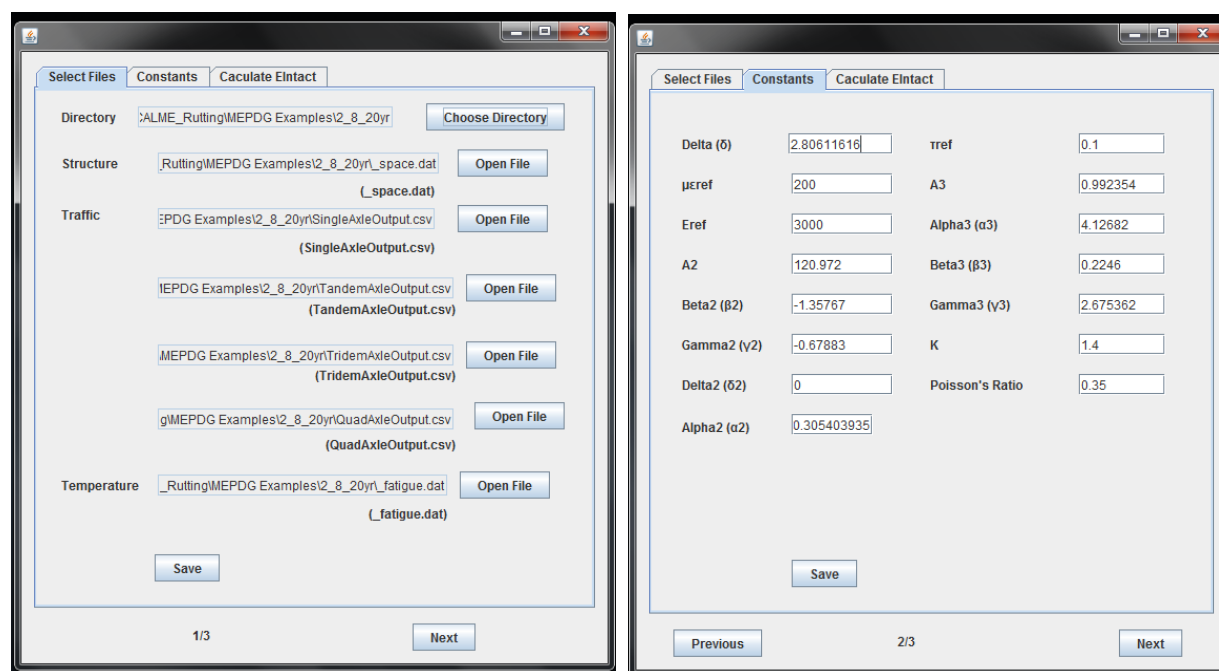 Select Files Constants Caculate EIntact
Directory :ALME_Rutting\MEPDG Examples\2_8_20yr Choose Directory
Structure _Rutting\MEPDG Examples\2_8_20yr\_space.dat Open File
(_space.dat)
Traffic EPDG Examples\2_8_20yr\SingleAxleOutput.csv Open File
(SingleAxleOutput.csv)
MEPDG Examples\2_8_20yr\TandemAxleOutput.csv Open File
(TandemAxleOutput.csv)
\MEPDG Examples\2_8_20yr\TridemAxleOutput.csv Open File
(TridemAxleOutput.csv)
g\MEPDG Examples\2_8_20yr\QuadAxleOutput.csv Open File
(QuadAxleOutput.csv)
Temperature _Rutting\MEPDG Examples\2_8_20yr\_fatigue.dat Open File
(_fatigue.dat)
Save
1/3 Next
Select Files Constants Caculate EIntact
Delta (δ) 2.80611616 τref 0.1
μεref 200 A3 0.992354
Eref 3000 Alpha3 (α3) 4.12682
A2 120.972 Beta3 (β3) 0.2246
Beta2 (β2) -1.35767 Gamma3 (γ3) 2.675362
Gamma2 (γ2) -0.67883 K 1.4
Delta2 (δ2) 0 Poisson's Ratio 0.35
Alpha2 (α2) 0.305403935
Save
Previous 2/3 Next